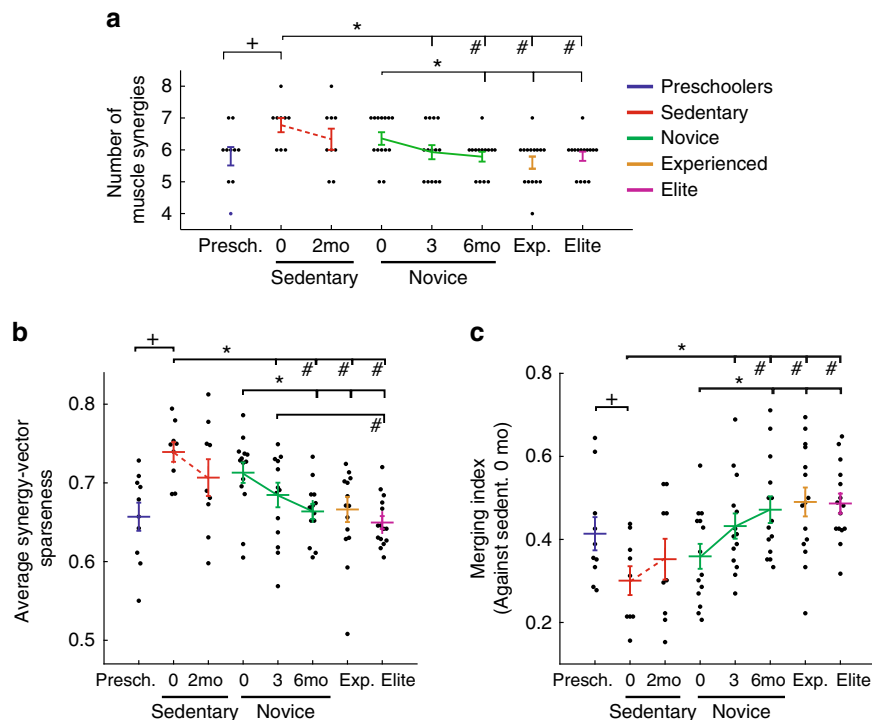 a
+ * # # #
*
Number of
muscle synergies
8
7
6
5
4
Presch. 0 2mo 0 3 6mo Exp. Elite
Sedentary Novice
Preschoolers
Sedentary
Novice
Experienced
Elite
b
+ * # # #
*
#
Average synergy-vector
sparseness
0.8
0.7
0.6
0.5
Presch. 0 2mo 0 3 6mo Exp. Elite
Sedentary Novice
c
* # # #
+ *
Merging index
(Against sedent. 0 mo)
0.8
0.6
0.4
0.2
Presch. 0 2mo 0 3 6mo Exp. Elite
Sedentary Novice